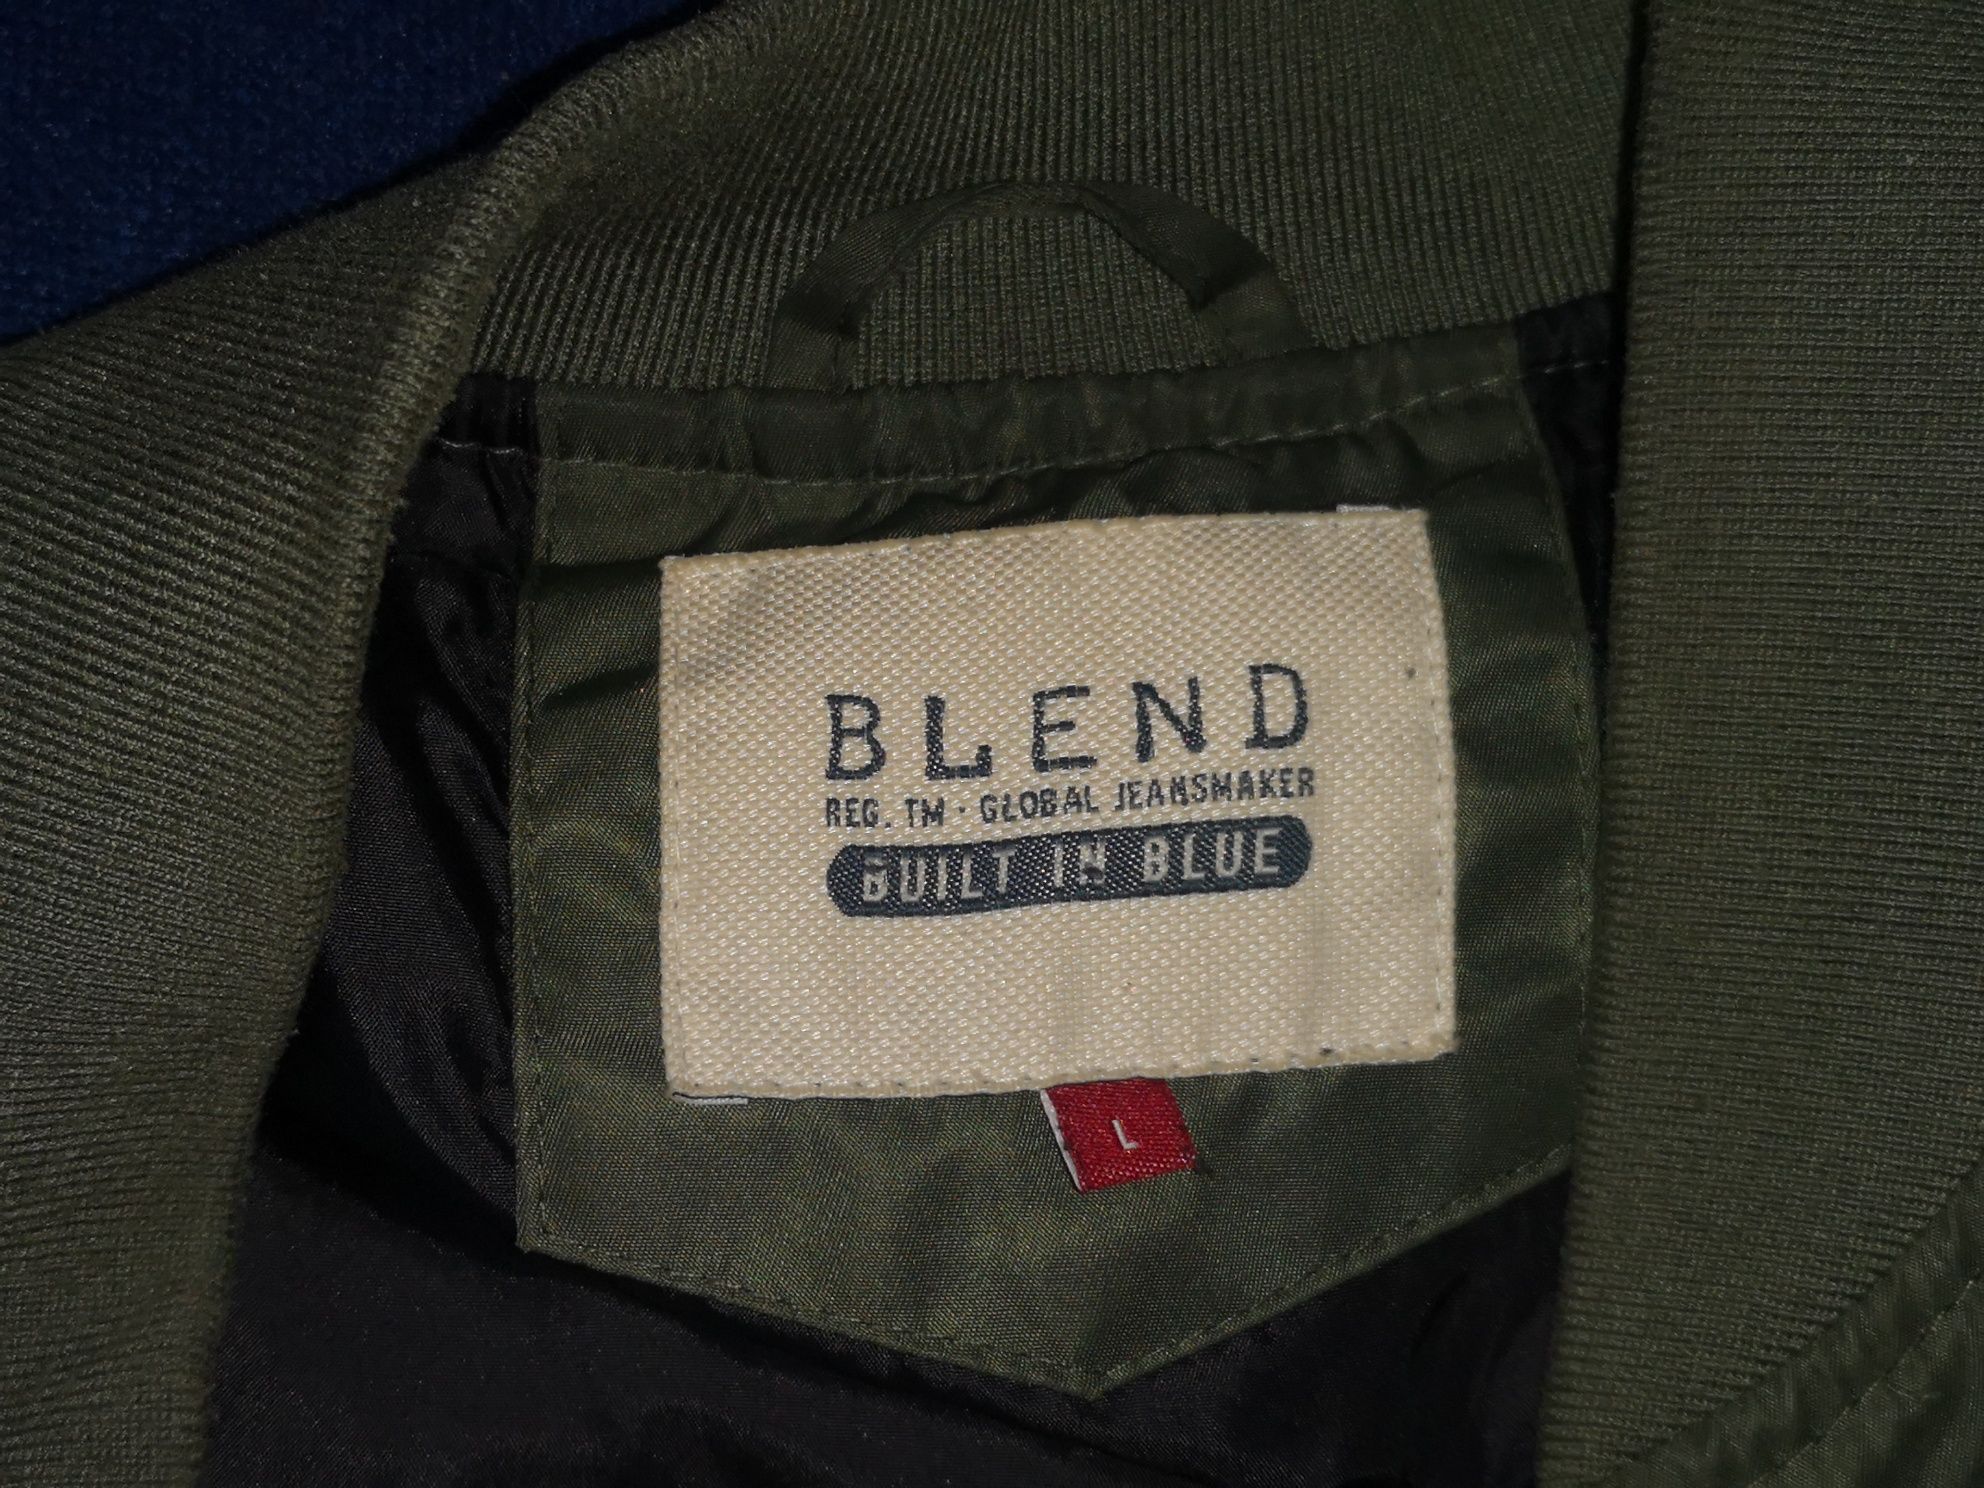 BLEND
REG. TM · GLOBAL JEANSMAKER
BUILT IN BLUE
L